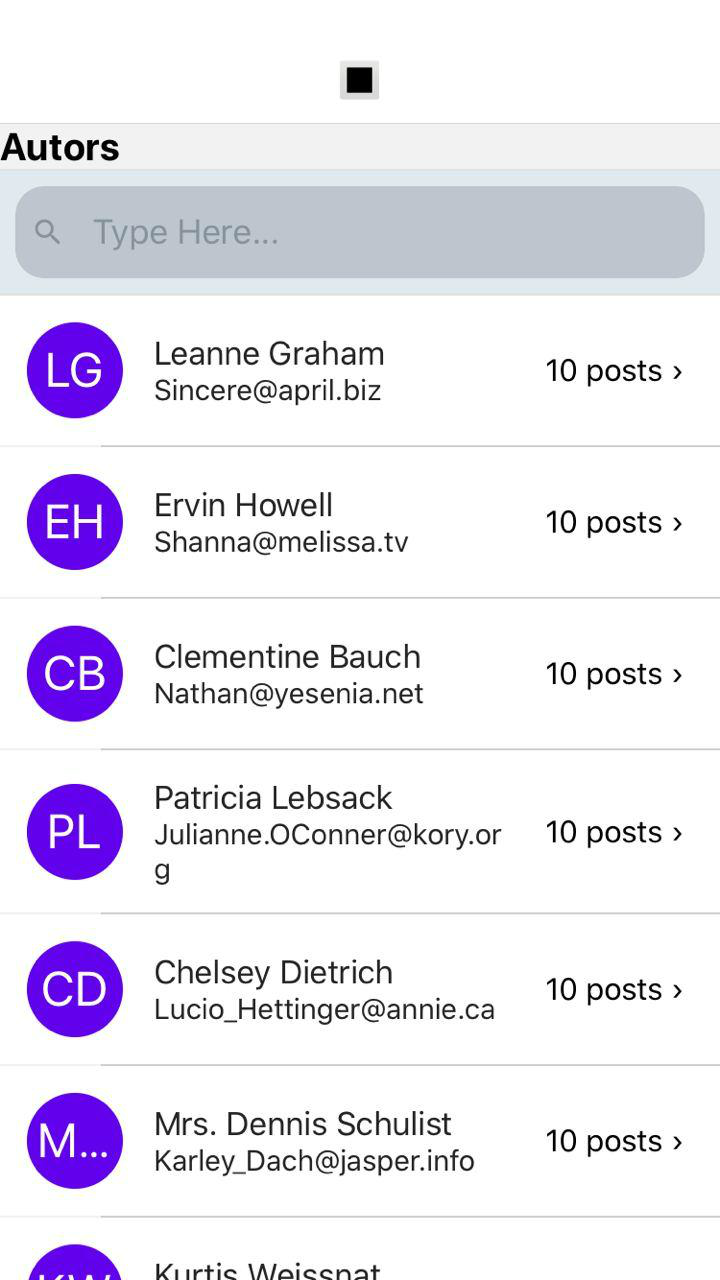 Autors
Type Here...
LG
Leanne Graham
Sincere@april.biz
10 posts ›
EH
Ervin Howell
Shanna@melissa.tv
10 posts ›
CB
Clementine Bauch
Nathan@yesenia.net
10 posts ›
PL
Patricia Lebsack
Julianne.OConner@kory.or
g
10 posts ›
CD
Chelsey Dietrich
Lucio_Hettinger@annie.ca
10 posts ›
M...
Mrs. Dennis Schulist
Karley_Dach@jasper.info
10 posts ›
KW
Kurtis Weissnat